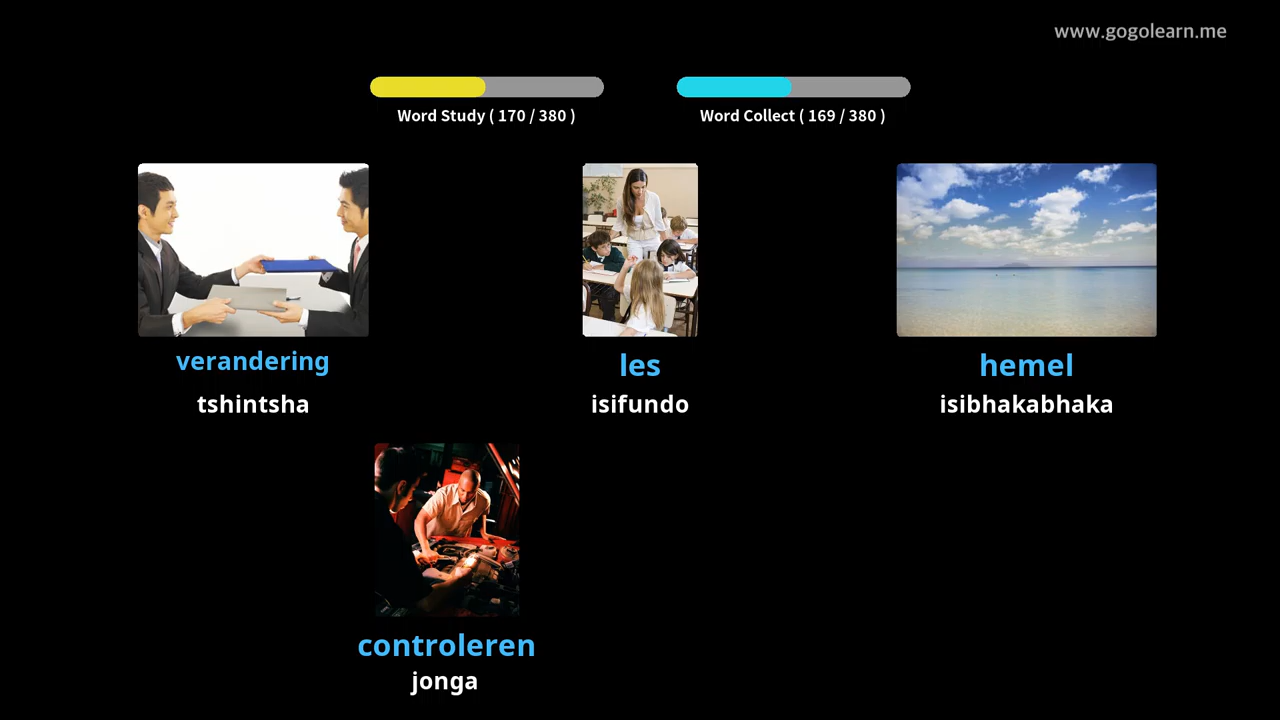 www.gogolearn.me
Word Study ( 170 / 380 )
Word Collect ( 169 / 380 )
verandering
tshintsha
les
isifundo
hemel
isibhakabhaka
controleren
jonga